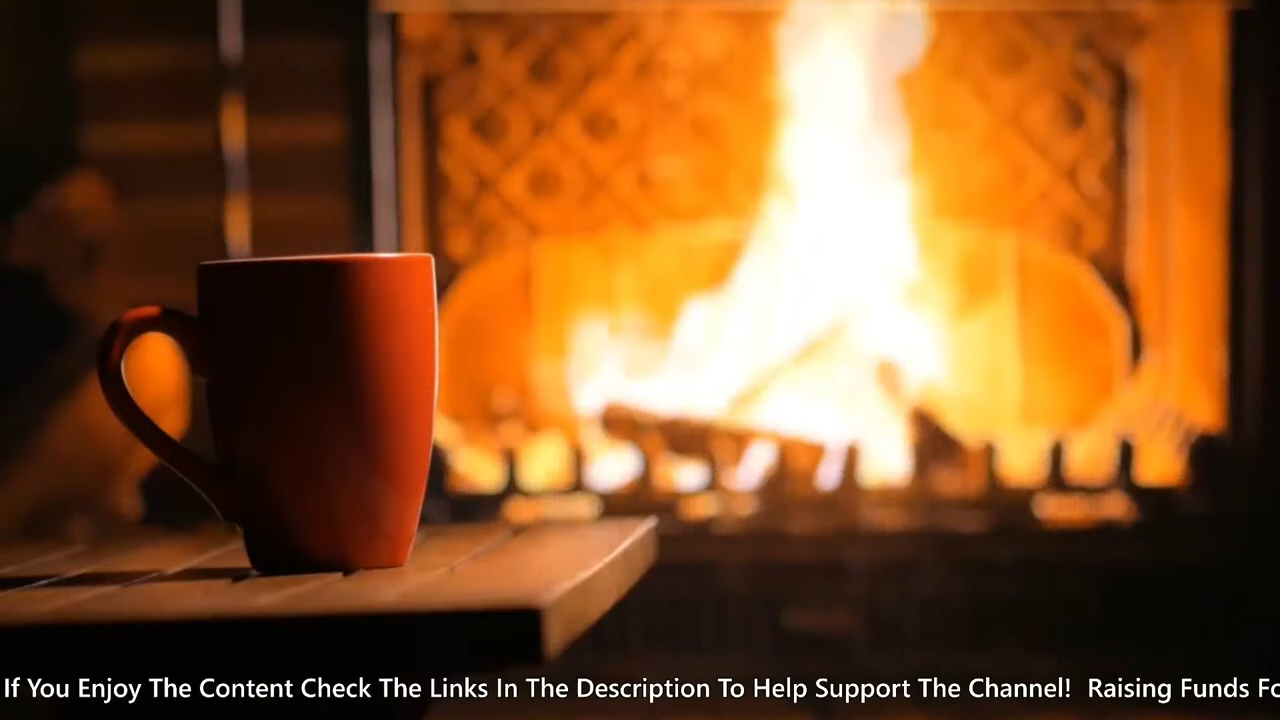 If You Enjoy The Content Check The Links In The Description To Help Support The Channel!  Raising Funds